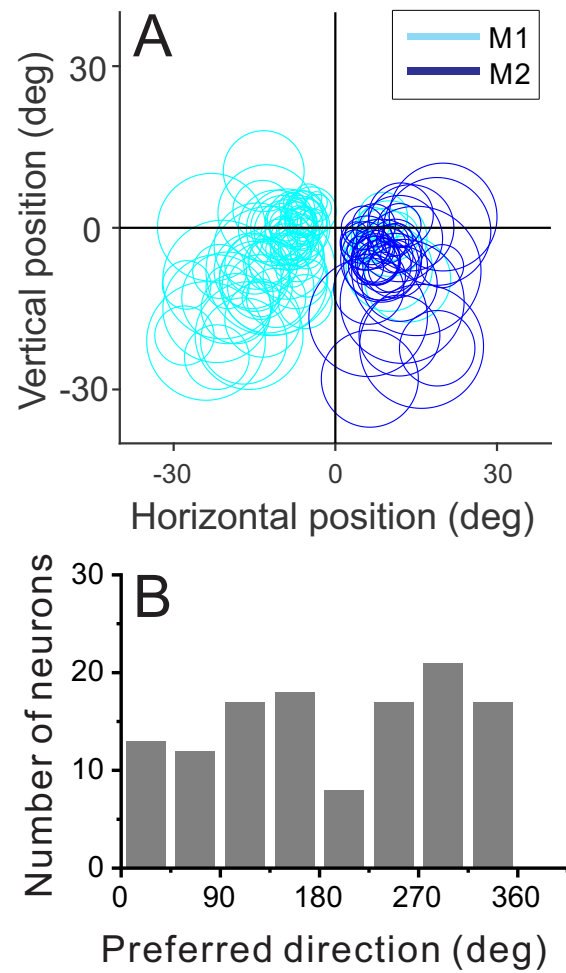 A
M1
M2
Vertical position (deg)
30
0
-30
-30 0 30
Horizontal position (deg)
B
Number of neurons
30
20
10
0
0 90 180 270 360
Preferred direction (deg)